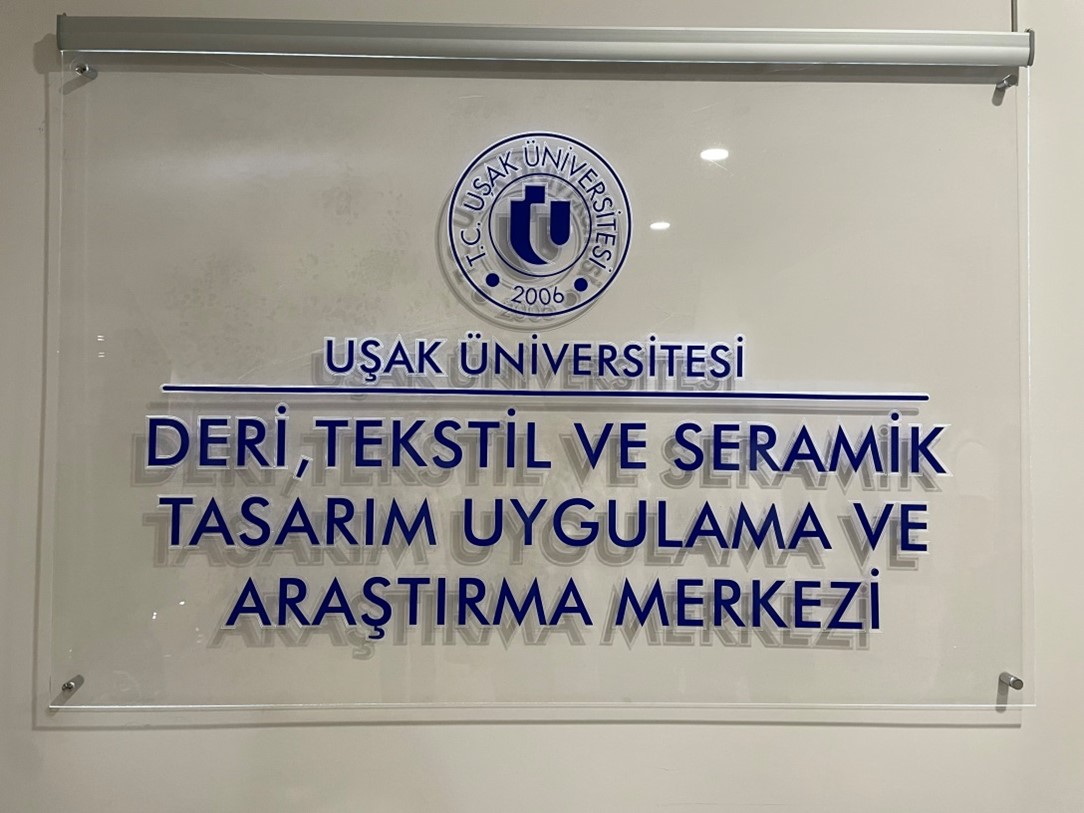 T.C. UŞAK ÜNİVERSİTESİ
2006
UŞAK ÜNİVERSİTESİ
DERİ,TEKSTİL VE SERAMİK
TASARIM UYGULAMA VE
ARAŞTIRMA MERKEZİ